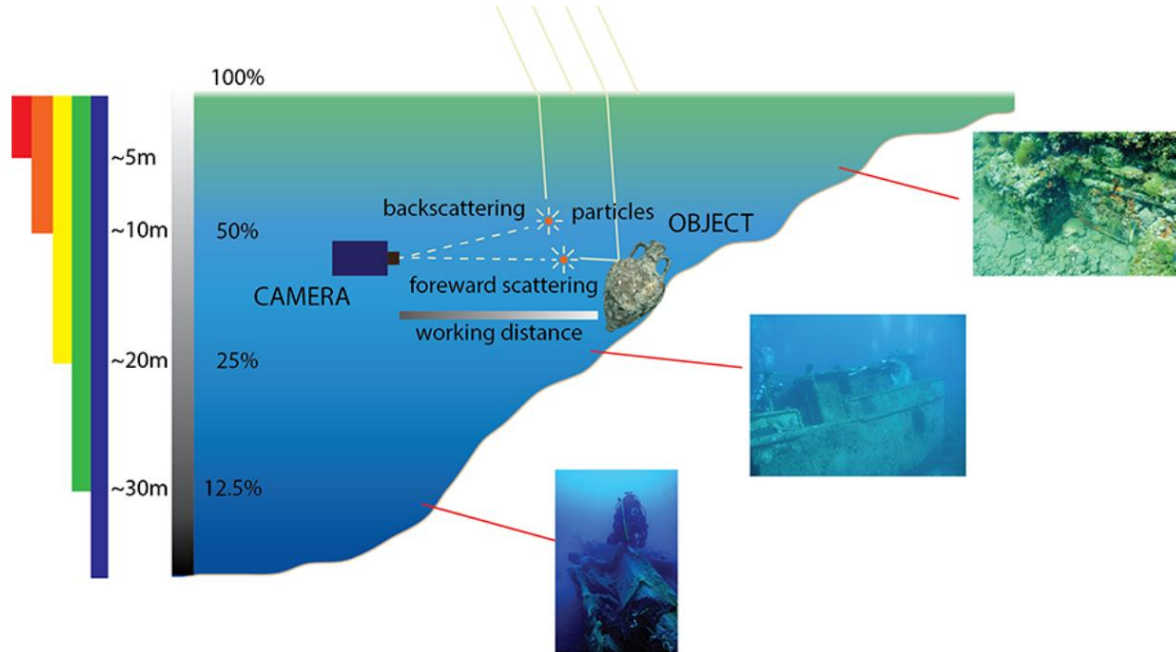 100%
~5m
~10m
50%
backscattering
particles
OBJECT
CAMERA
foreward scattering
working distance
~20m
25%
~30m
12.5%